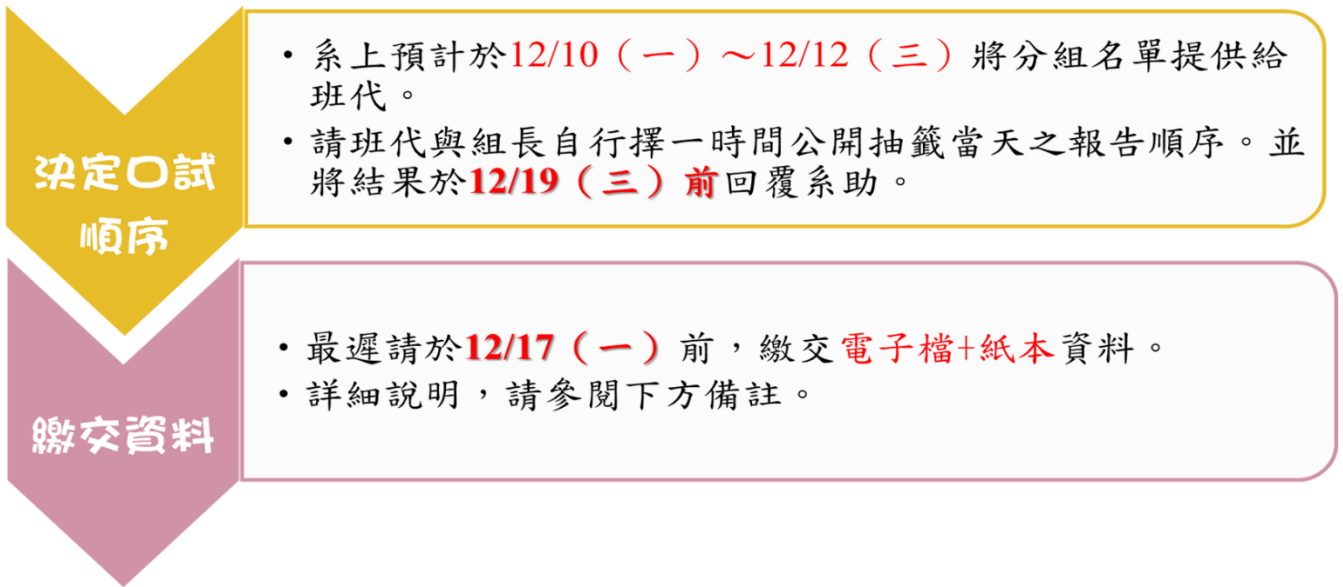 決定口試
順序
• 系上預計於12/10（一）～12/12（三）將分組名單提供給
班代。
• 請班代與組長自行擇一時間公開抽籤當天之報告順序。並
將結果於12/19（三）前回覆系助。
繳交資料
• 最遲請於12/17（一）前，繳交電子檔+紙本資料。
• 詳細說明，請參閱下方備註。